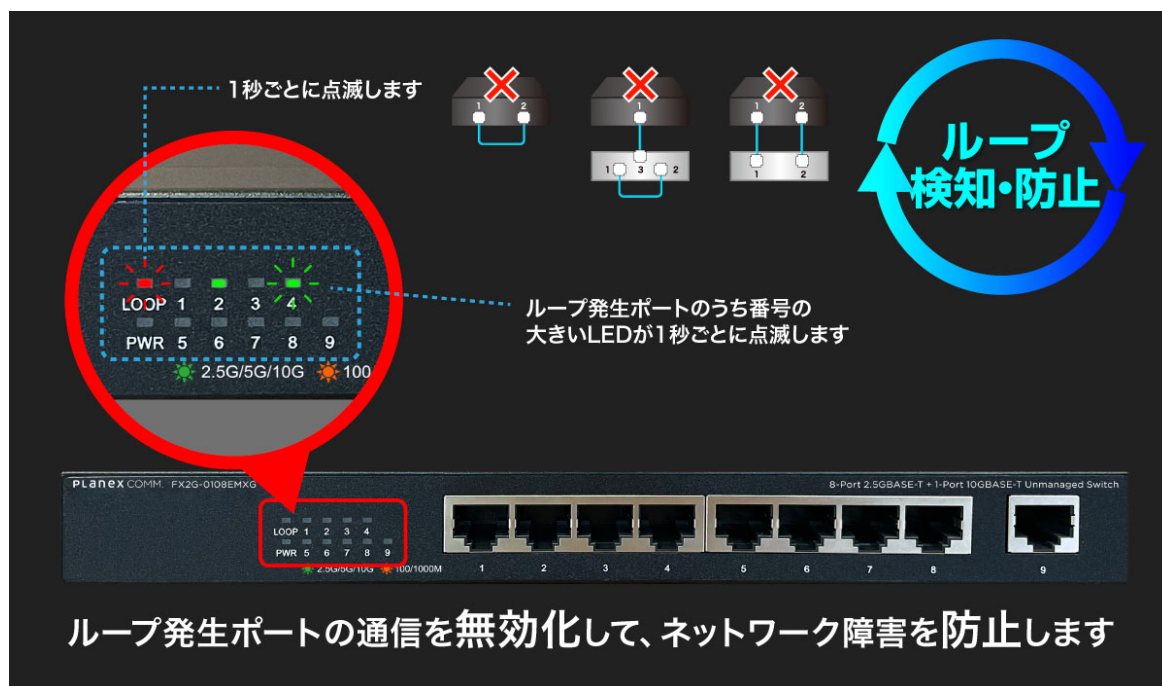 1秒ごとに点滅します
1 2
1
1 3 2
1 2
1 2
ループ
検知・防止
LOOP 1 2 3 4
PWR 5 6 7 8 9
2.5G/5G/10G 100
ループ発生ポートのうち番号の
大きいLEDが1秒ごとに点滅します
PLANEX COMM. FX2G-0108EMXG
8-Port 2.5GBASE-T + 1-Port 10GBASE-T Unmanaged Switch
LOOP 1 2 3 4
PWR 5 6 7 8 9
2.5G/5G/10G 100/1000M
1 2 3 4 5 6 7 8 9
ループ発生ポートの通信を無効化して、ネットワーク障害を防止します